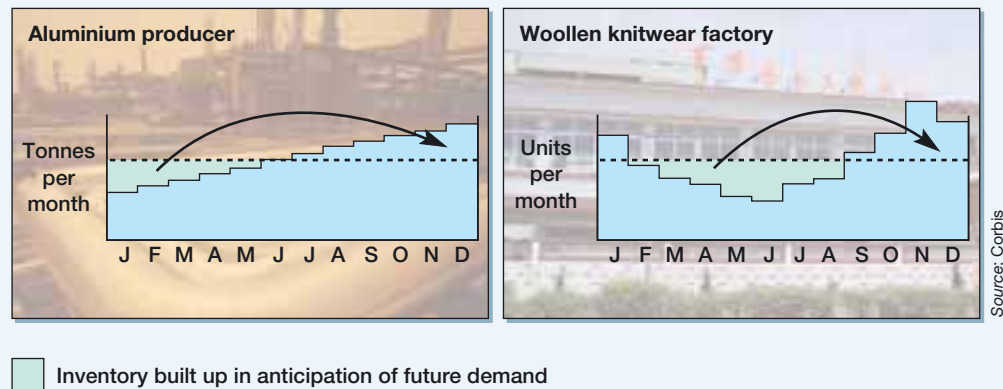 Aluminium producer
Tonnes
per
month
J F M A M J J A S O N D
Woollen knitwear factory
Units
per
month
J F M A M J J A S O N D
Source: Corbis
Inventory built up in anticipation of future demand